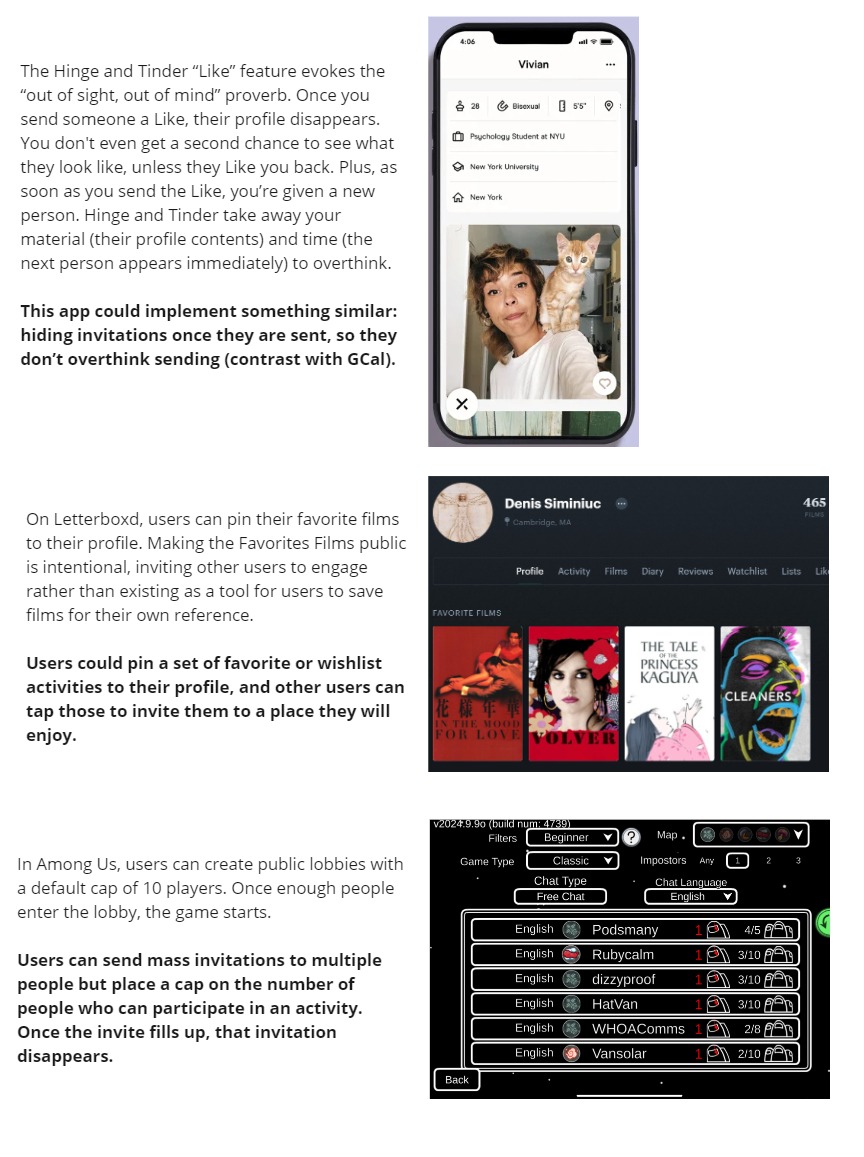 The Hinge and Tinder “Like” feature evokes the
“out of sight, out of mind” proverb. Once you
send someone a Like, their profile disappears.
You don't even get a second chance to see what
they look like, unless they Like you back. Plus, as
soon as you send the Like, you’re given a new
person. Hinge and Tinder take away your
material (their profile contents) and time (the
next person appears immediately) to overthink.
This app could implement something similar:
hiding invitations once they are sent, so they
don’t overthink sending (contrast with GCal).
4:06
Vivian
28 Bisexual 5'5"
Psychology Student at NYU
New York University
New York
On Letterboxd, users can pin their favorite films
to their profile. Making the Favorites Films public
is intentional, inviting other users to engage
rather than existing as a tool for users to save
films for their own reference.
Users could pin a set of favorite or wishlist
activities to their profile, and other users can
tap those to invite them to a place they will
enjoy.
Denis Siminiuc
465
Cambridge, MA
FILMS
Profile Activity Films Diary Reviews Watchlist Lists Lik
FAVORITE FILMS
花樣年華
IN THE MOOD
FOR LOVE
VOLVER
THE TALE
OF THE
PRINCESS
KAGUYA
CLEANERS
In Among Us, users can create public lobbies with
a default cap of 10 players. Once enough people
enter the lobby, the game starts.
Users can send mass invitations to multiple
people but place a cap on the number of
people who can participate in an activity.
Once the invite fills up, that invitation
disappears.
v2024.9.9o (build num: 4739)
Filters Beginner ? Map
Game Type Classic Impostors Any 1 2 3
Chat Type Chat Language
Free Chat English
English Podsmany 1 4/5
English Rubycalm 1 3/10
English dizzyproof 1 3/10
English HatVan 1 3/10
English WHOAComms 1 2/8
English Vansolar 1 2/10
Back